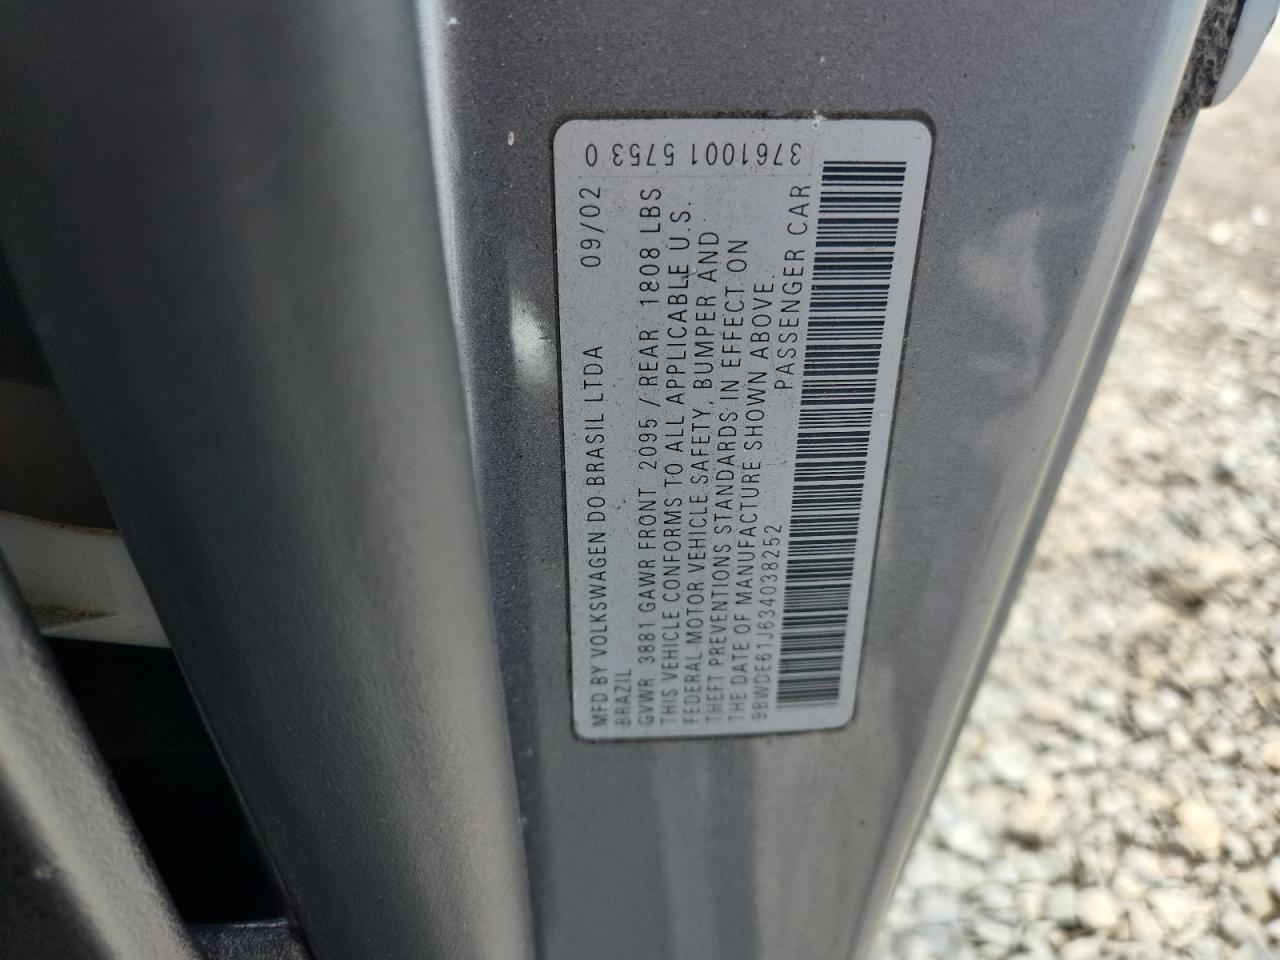 MFD BY VOLKSWAGEN DO BRASIL LTDA 09/02
BRAZIL
GVWR 3881 GAWR FRONT 2095 / REAR 1808 LBS
THIS VEHICLE CONFORMS TO ALL APPLICABLE U.S.
FEDERAL MOTOR VEHICLE SAFETY, BUMPER AND
THEFT PREVENTIONS STANDARDS IN EFFECT ON
THE DATE OF MANUFACTURE SHOWN ABOVE.
9BWDE61J634038252 PASSENGER CAR
3761001 5753 0